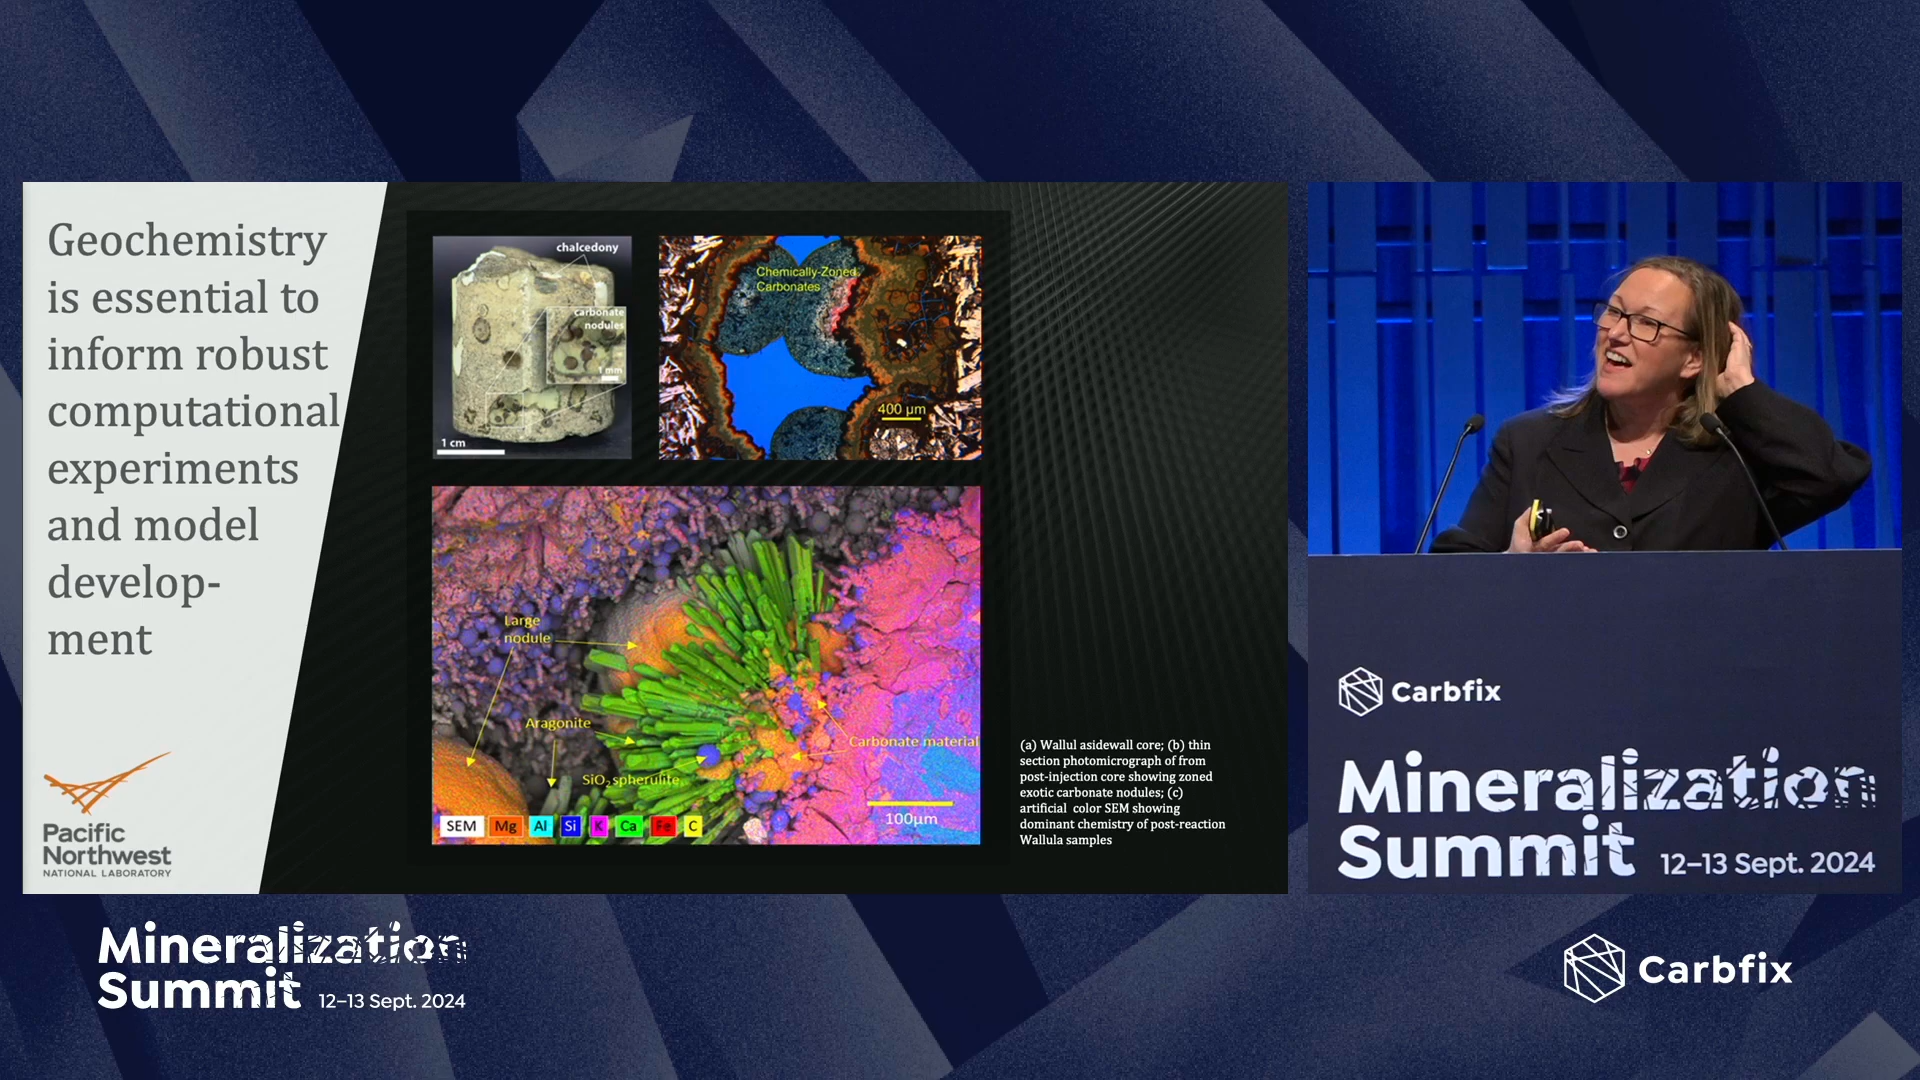 Geochemistry
is essential to
inform robust
computational
experiments
and model
develop-
ment
Pacific
Northwest
NATIONAL LABORATORY
chalcedony
carbonate
nodules
1 mm
1 cm
Chemically-Zoned
Carbonates
400 µm
Large
nodule
Aragonite
Carbonate material
SiO₂ spherulite
100µm
SEM Mg Al Si K Ca Fe C
(a) Wallul asidewall core; (b) thin
section photomicrograph of from
post-injection core showing zoned
exotic carbonate nodules; (c)
artificial color SEM showing
dominant chemistry of post-reaction
Wallula samples
Carbfix
Mineralization
Summit 12–13 Sept. 2024
Mineralization
Summit 12–13 Sept. 2024
Carbfix